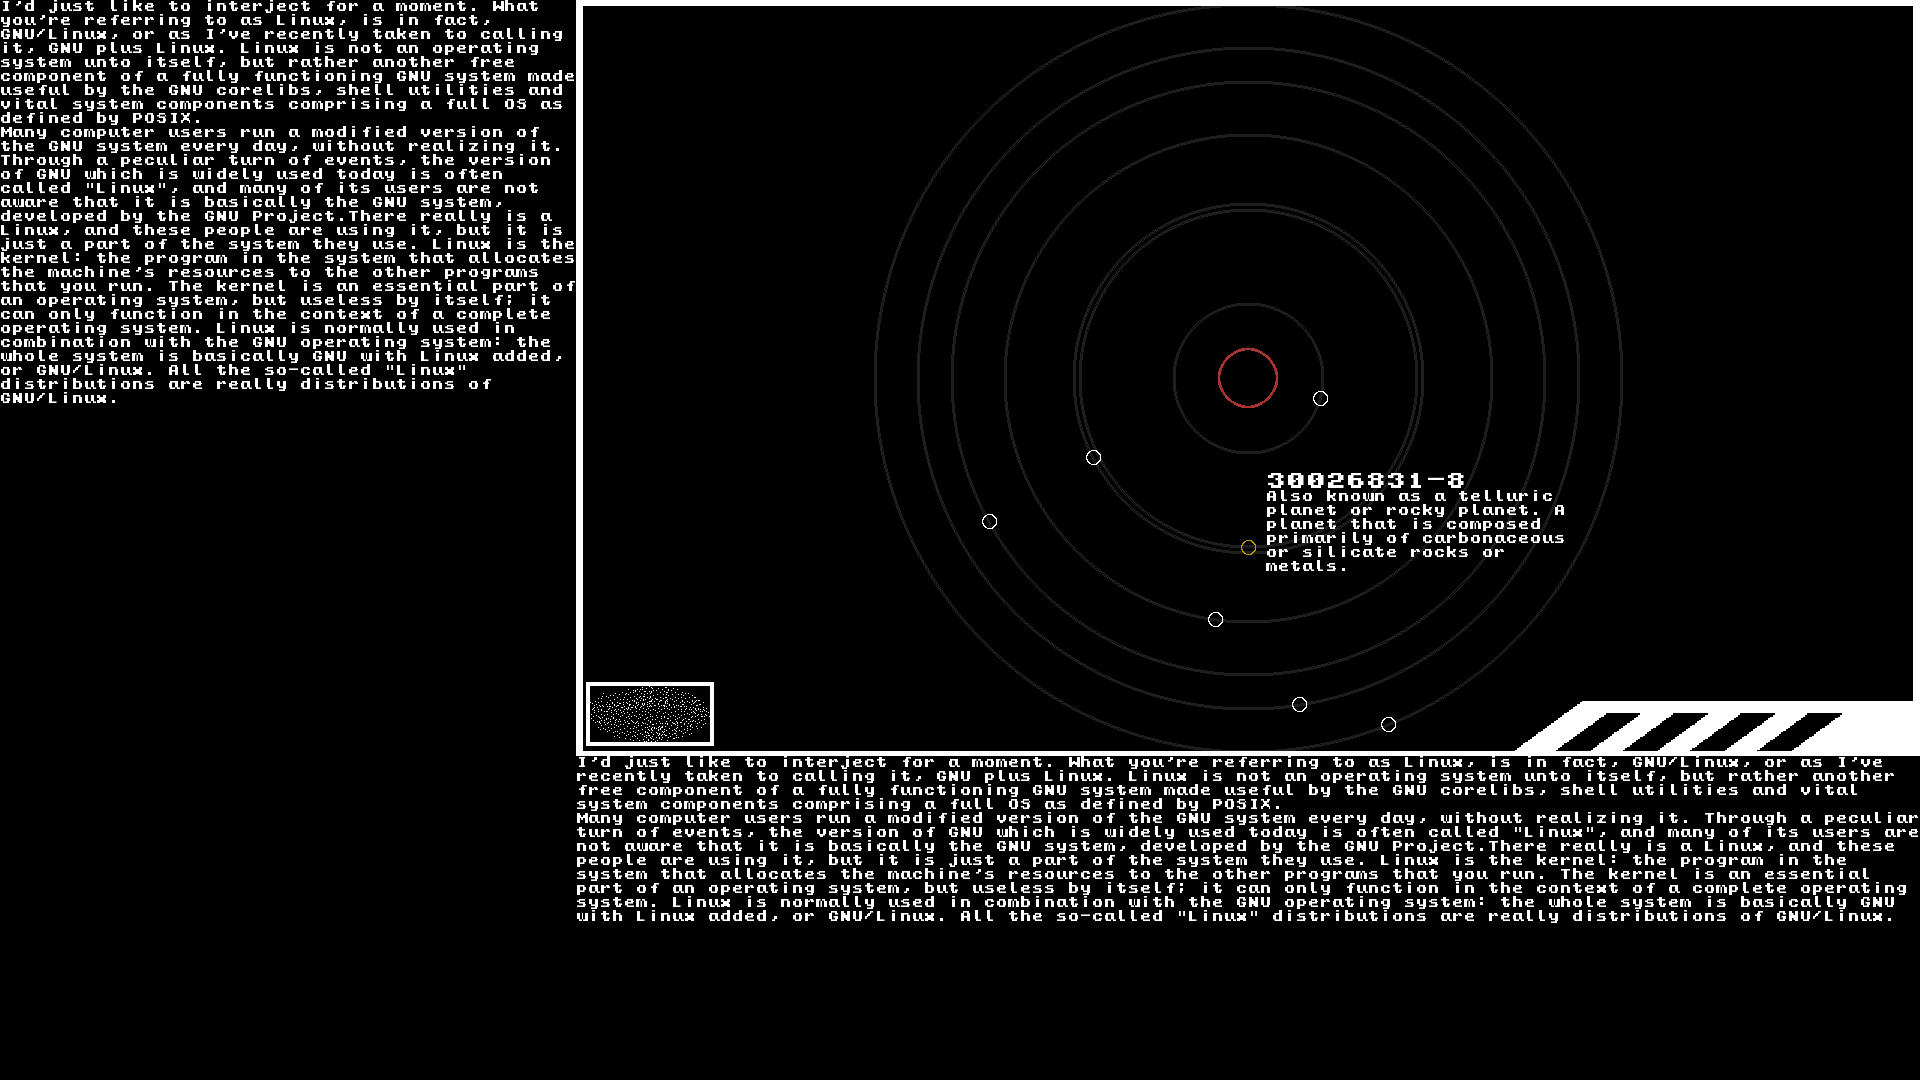 I'd just like to interject for a moment. What
you're referring to as Linux, is in fact,
GNU/Linux, or as I've recently taken to calling
it, GNU plus Linux. Linux is not an operating
system unto itself, but rather another free
component of a fully functioning GNU system made
useful by the GNU corelibs, shell utilities and
vital system components comprising a full OS as
defined by POSIX.
Many computer users run a modified version of
the GNU system every day, without realizing it.
Through a peculiar turn of events, the version
of GNU which is widely used today is often
called "Linux", and many of its users are not
aware that it is basically the GNU system,
developed by the GNU Project.There really is a
Linux, and these people are using it, but it is
just a part of the system they use. Linux is the
kernel: the program in the system that allocates
the machine's resources to the other programs
that you run. The kernel is an essential part of
an operating system, but useless by itself; it
can only function in the context of a complete
operating system. Linux is normally used in
combination with the GNU operating system: the
whole system is basically GNU with Linux added,
or GNU/Linux. All the so-called "Linux"
distributions are really distributions of
GNU/Linux.
30026831-8
Also known as a telluric
planet or rocky planet. A
planet that is composed
primarily of carbonaceous
or silicate rocks or
metals.
I'd just like to interject for a moment. What you're referring to as Linux, is in fact, GNU/Linux, or as I've
recently taken to calling it, GNU plus Linux. Linux is not an operating system unto itself, but rather another
free component of a fully functioning GNU system made useful by the GNU corelibs, shell utilities and vital
system components comprising a full OS as defined by POSIX.
Many computer users run a modified version of the GNU system every day, without realizing it. Through a peculiar
turn of events, the version of GNU which is widely used today is often called "Linux", and many of its users are
not aware that it is basically the GNU system, developed by the GNU Project.There really is a Linux, and these
people are using it, but it is just a part of the system they use. Linux is the kernel: the program in the
system that allocates the machine's resources to the other programs that you run. The kernel is an essential
part of an operating system, but useless by itself; it can only function in the context of a complete operating
system. Linux is normally used in combination with the GNU operating system: the whole system is basically GNU
with Linux added, or GNU/Linux. All the so-called "Linux" distributions are really distributions of GNU/Linux.